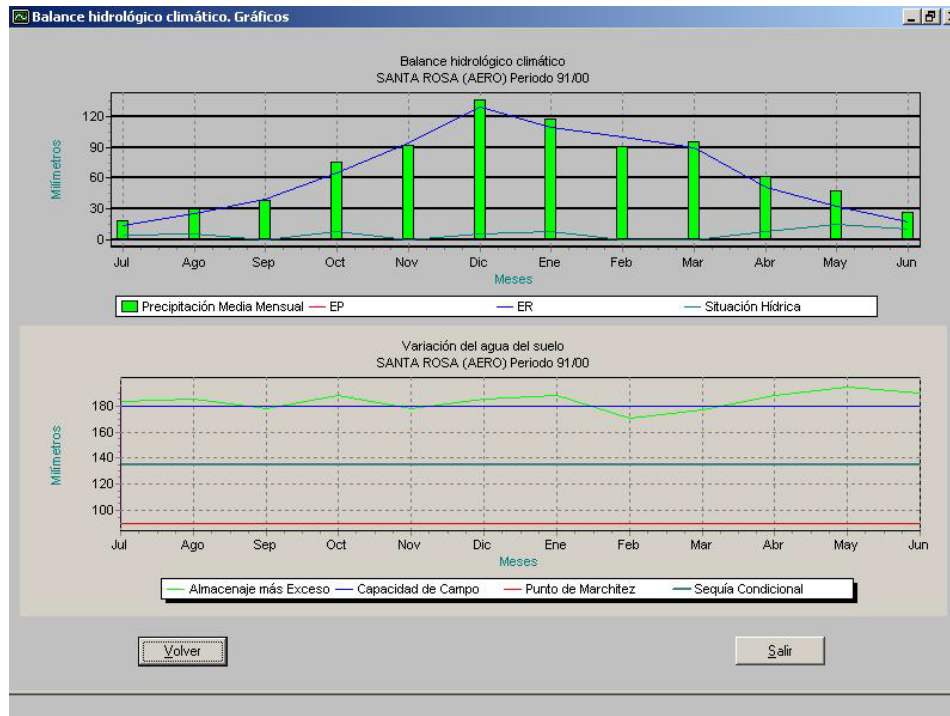 Balance hidrológico climático. Gráficos
Balance hidrológico climático
SANTA ROSA (AERO) Periodo 91/00
Milímetros
120
90
60
30
0
Jul Ago Sep Oct Nov Dic Ene Feb Mar Abr May Jun
Meses
Precipitación Media Mensual EP ER Situación Hídrica
Variación del agua del suelo
SANTA ROSA (AERO) Periodo 91/00
Milímetros
180
160
140
120
100
Jul Ago Sep Oct Nov Dic Ene Feb Mar Abr May Jun
Meses
Almacenaje más Exceso Capacidad de Campo Punto de Marchitez Sequía Condicional
Volver Salir